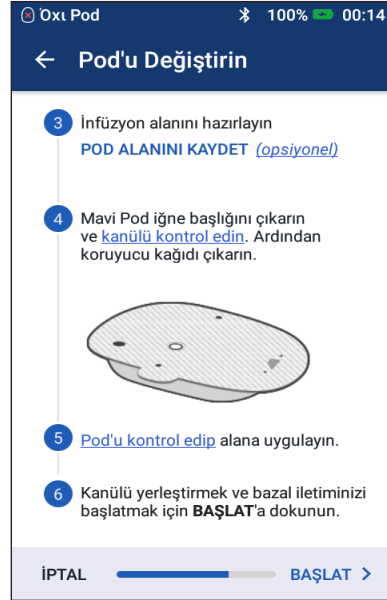 Όχι Pod 100% 00:14
Pod'u Değiştirin
3 İnfüzyon alanını hazırlayın
POD ALANINI KAYDET (opsiyonel)
4 Mavi Pod iğne başlığını çıkarın
ve kanülü kontrol edin. Ardından
koruyucu kağıdı çıkarın.
5 Pod'u kontrol edip alana uygulayın.
6 Kanülü yerleştirmek ve bazal iletiminizi
başlatmak için BAŞLAT'a dokunun.
İPTAL BAŞLAT